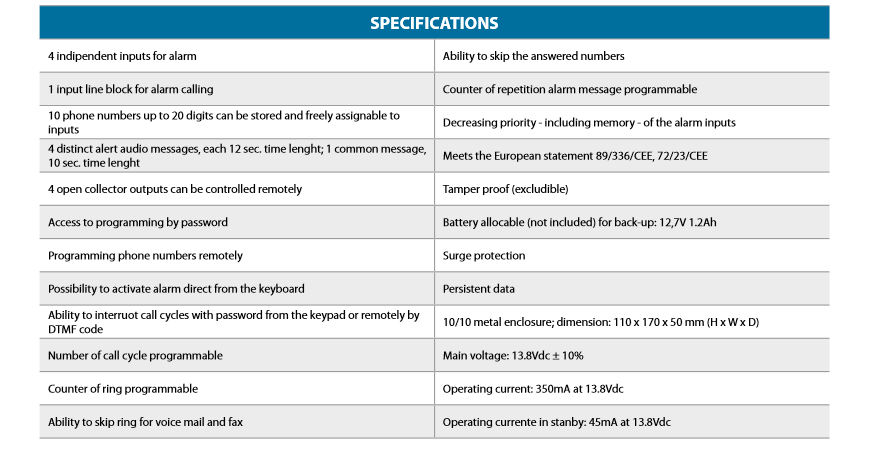 SPECIFICATIONS
4 indipendent inputs for alarm
Ability to skip the answered numbers
1 input line block for alarm calling
Counter of repetition alarm message programmable
10 phone numbers up to 20 digits can be stored and freely assignable to
inputs
Decreasing priority - including memory - of the alarm inputs
4 distinct alert audio messages, each 12 sec. time lenght; 1 common message,
10 sec. time lenght
Meets the European statement 89/336/CEE, 72/23/CEE
4 open collector outputs can be controlled remotely
Tamper proof (excludible)
Access to programming by password
Battery allocable (not included) for back-up: 12,7V 1.2Ah
Programming phone numbers remotely
Surge protection
Possibility to activate alarm direct from the keyboard
Persistent data
Ability to interruot call cycles with password from the keypad or remotely by
DTMF code
10/10 metal enclosure; dimension: 110 x 170 x 50 mm (H x W x D)
Number of call cycle programmable
Main voltage: 13.8Vdc ± 10%
Counter of ring programmable
Operating current: 350mA at 13.8Vdc
Ability to skip ring for voice mail and fax
Operating currente in stanby: 45mA at 13.8Vdc